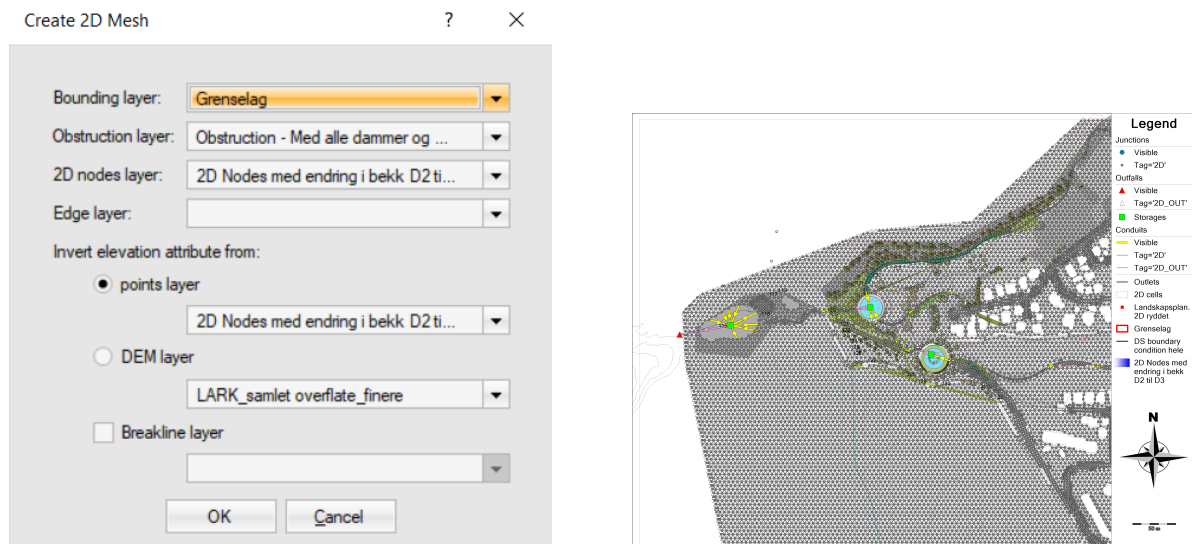 Create 2D Mesh
?
Bounding layer: Grenselag
Obstruction layer: Obstruction - Med alle dammer og ...
2D nodes layer: 2D Nodes med endring i bekk D2 ti...
Edge layer:
Invert elevation attribute from:
points layer
2D Nodes med endring i bekk D2 ti...
DEM layer
LARK_samlet overflate_finere
Breakline layer
OK Cancel
Legend
Junctions
Visible
Tag='2D'
Outfalls
Visible
Tag='2D_OUT'
Storages
Conduits
Visible
Tag='2D'
Tag='2D_OUT'
Outlets
2D cells
Landskapsplan.
2D ryddet
Grenselag
DS boundary
condition hele
2D Nodes med
endring i bekk
D2 til D3
N